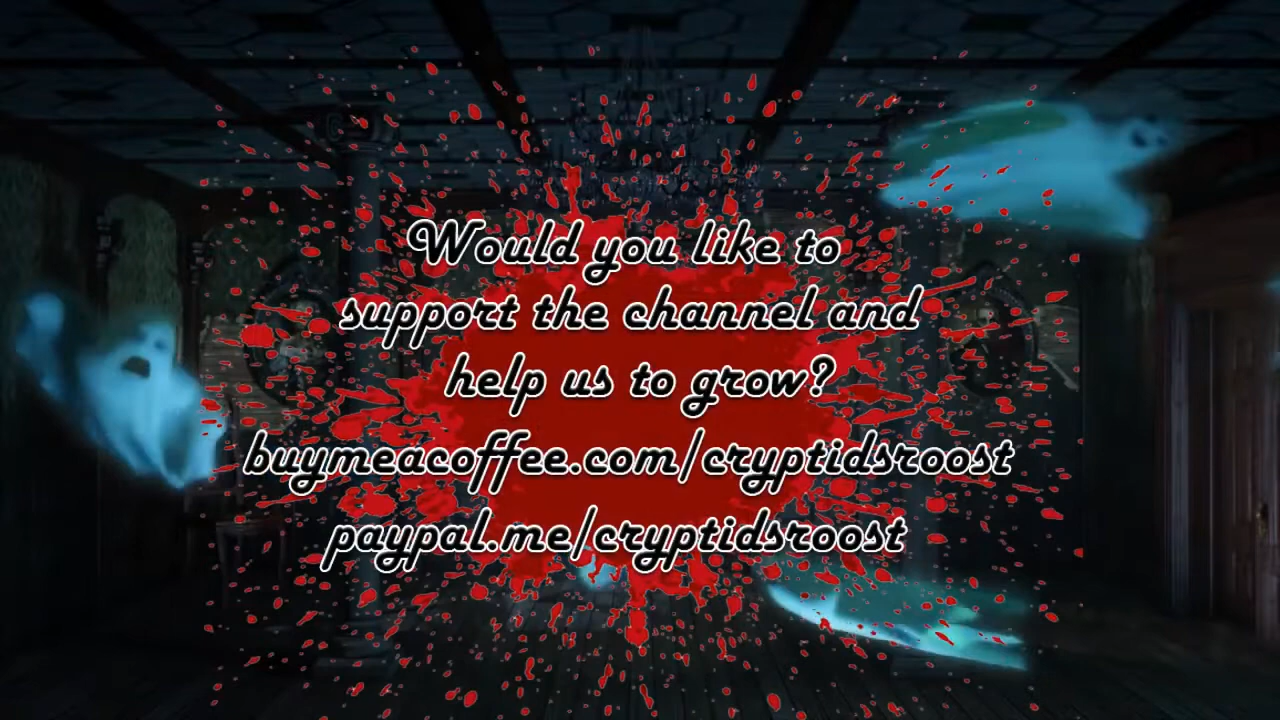 Would you like to
support the channel and
help us to grow?
buymeacoffee.com/cryptidsroost
paypal.me/cryptidsroost